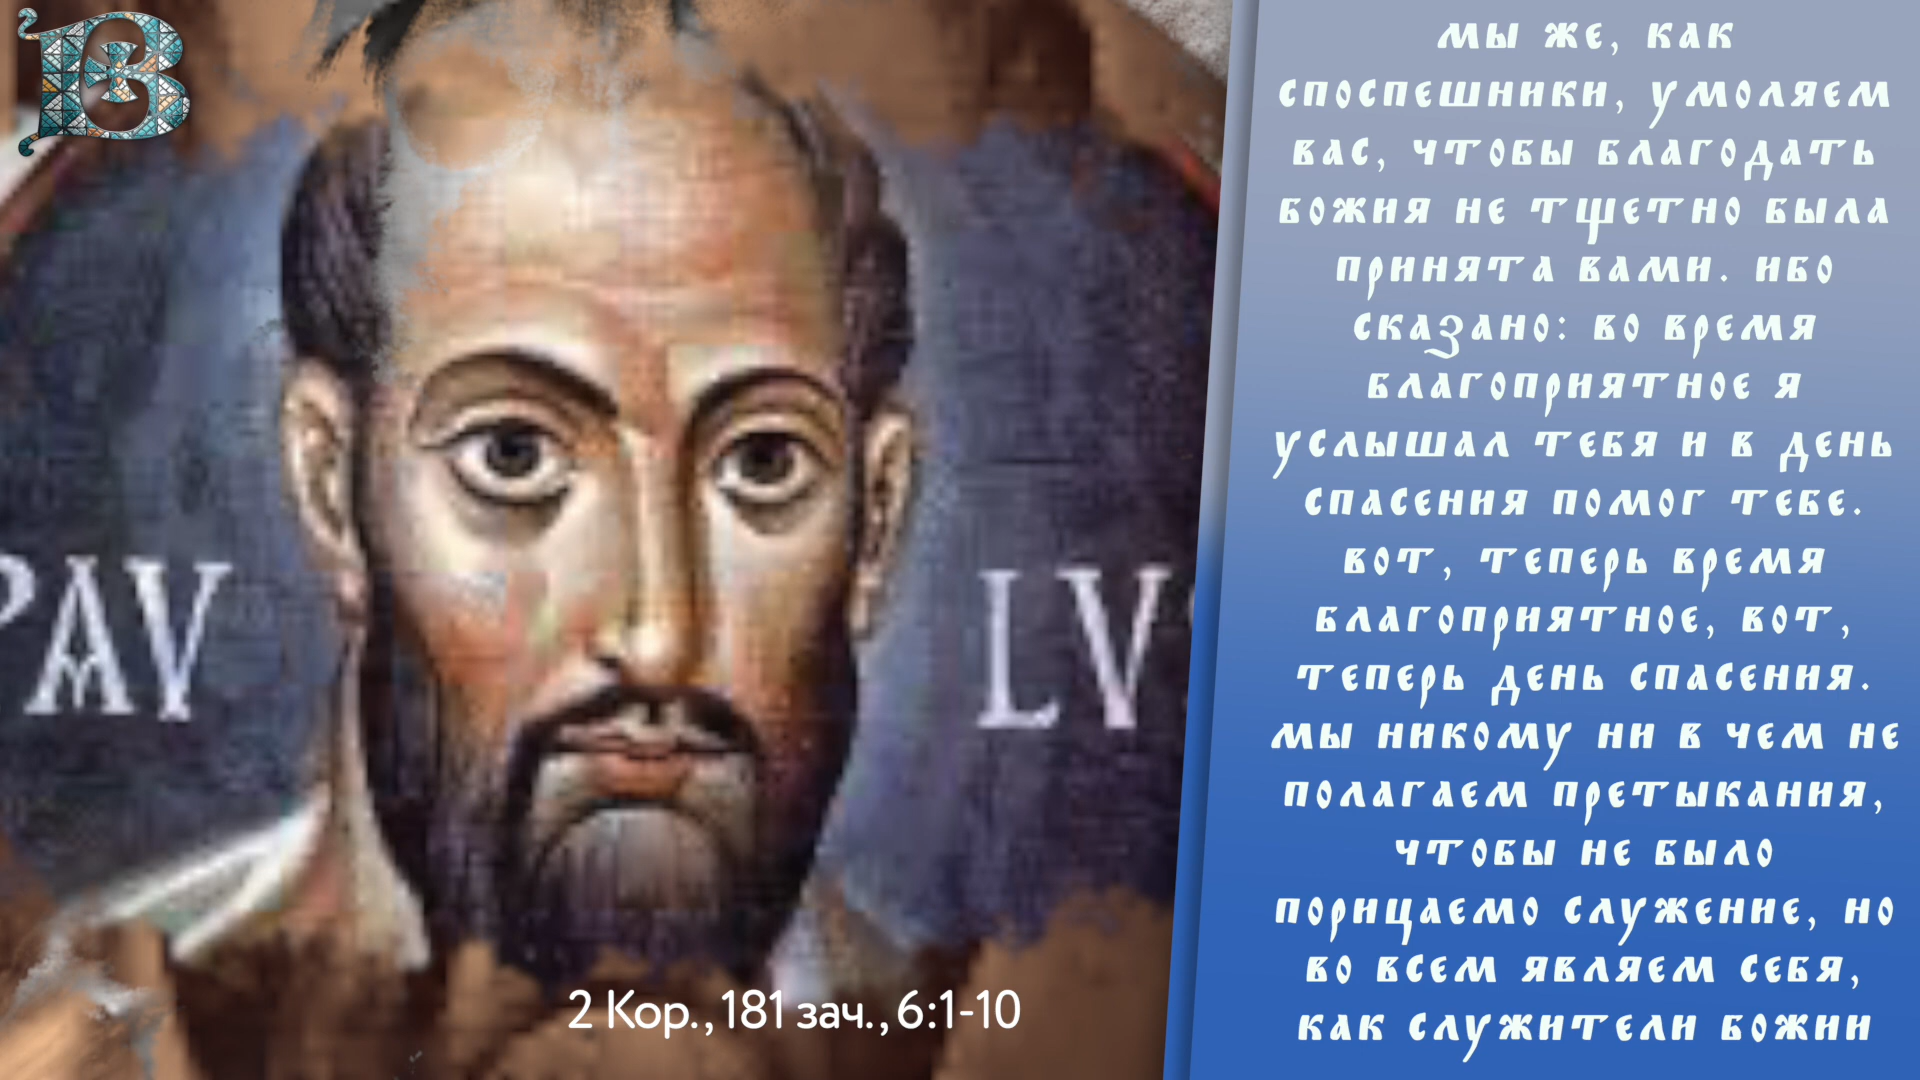 В
PAV
LV
2 Кор., 181 зач., 6:1-10
мы же, как
споспешники, умоляем
вас, чтобы благодать
божия не тщетно была
принята вами. ибо
сказано: во время
благоприятное я
услышал тебя и в день
спасения помог тебе.
вот, теперь время
благоприятное, вот,
теперь день спасения.
мы никому ни в чем не
полагаем претыкания,
чтобы не было
порицаемо служение, но
во всем являем себя,
как служители божии